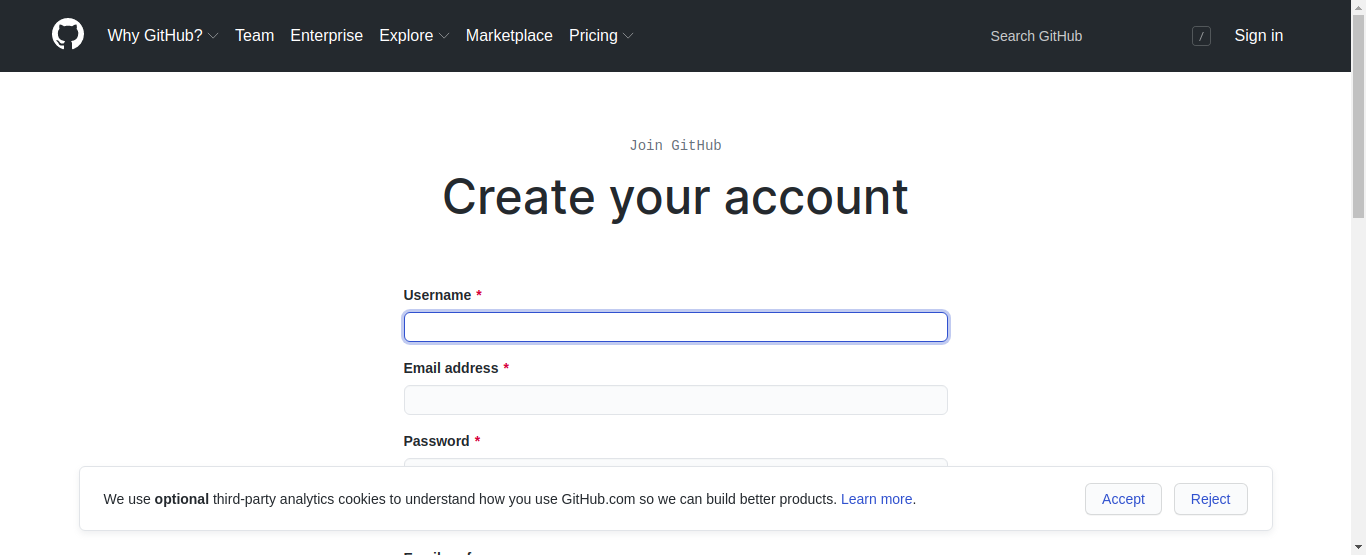 Why GitHub? Team Enterprise Explore Marketplace Pricing Search GitHub / Sign in
Join GitHub
Create your account
Username *
Email address *
Password *
We use optional third-party analytics cookies to understand how you use GitHub.com so we can build better products. Learn more. Accept Reject